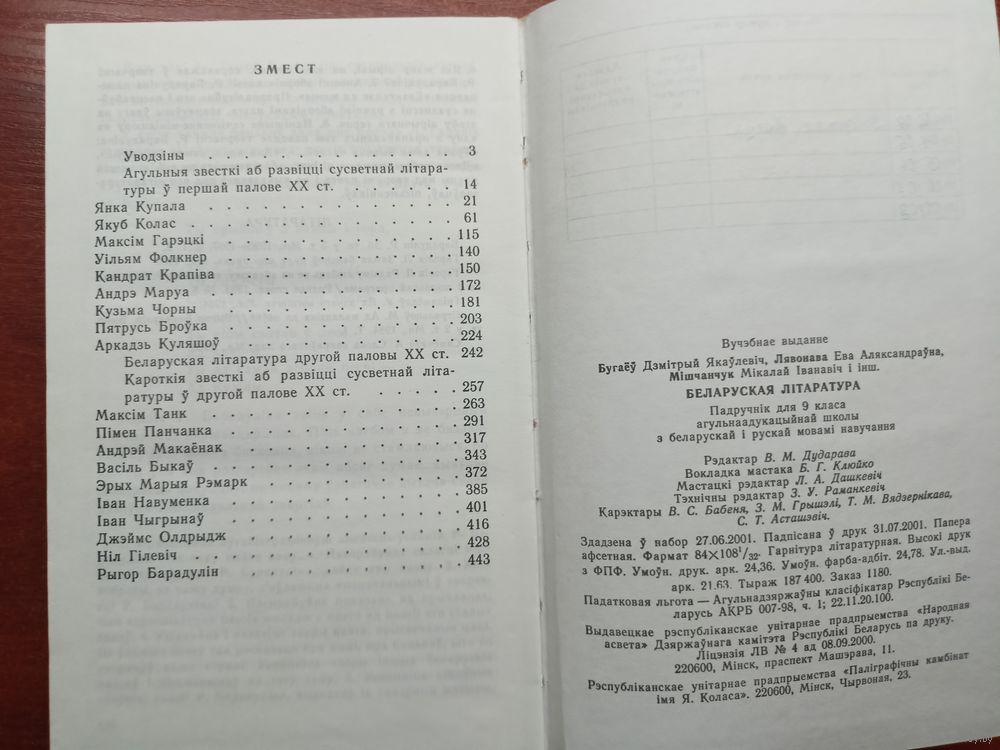 ЗМЕСТ
Уводзіны . . . . . . . . . . . . . . . 3
Агульныя звесткі аб развіцці сусветнай літара-
туры ў першай палове XX ст. . . . . . . 14
Янка Купала . . . . . . . . . . . . . . 21
Якуб Колас . . . . . . . . . . . . . . 61
Максім Гарэцкі . . . . . . . . . . . . 115
Уільям Фолкнер . . . . . . . . . . . . 140
Кандрат Крапіва . . . . . . . . . . . . 150
Андрэ Маруа . . . . . . . . . . . . . 172
Кузьма Чорны . . . . . . . . . . . . . 181
Пятрусь Броўка . . . . . . . . . . . . 203
Аркадзь Куляшоў . . . . . . . . . . . . 224
Беларуская літаратура другой паловы XX ст. 242
Кароткія звесткі аб развіцці сусветнай літа-
ратуры ў другой палове XX ст. . . . . . 257
Максім Танк . . . . . . . . . . . . . 263
Пімен Панчанка . . . . . . . . . . . . 291
Андрэй Макаёнак . . . . . . . . . . . . 317
Васіль Быкаў . . . . . . . . . . . . . 343
Эрых Марыя Рэмарк . . . . . . . . . . . 372
Іван Навуменка . . . . . . . . . . . . 385
Іван Чыгрынаў . . . . . . . . . . . . 401
Джэймс Олдрыдж . . . . . . . . . . . . 416
Ніл Гілевіч . . . . . . . . . . . . . 428
Рыгор Барадулін . . . . . . . . . . . . 443
Вучэбнае выданне
Бугаёў Дзмітрый Якаўлевіч, Лявонава Ева Аляксандраўна,
Мішчанчук Мікалай Іванавіч і інш.
БЕЛАРУСКАЯ ЛІТАРАТУРА
Падручнік для 9 класа
агульнаадукацыйнай школы
з беларускай і рускай мовамі навучання
Рэдактар В. М. Дударава
Вокладка мастака Б. Г. Клюйко
Мастацкі рэдактар Л. А. Дашкевіч
Тэхнічны рэдактар З. У. Раманкевіч
Карэктары В. С. Бабеня, З. М. Грышэлі, Т. М. Вядзернікава,
С. Т. Асташэвіч.
Здадзена ў набор 27.06.2001. Падпісана ў друк 31.07.2001. Папера
афсетная. Фармат 84×108¹/₃₂. Гарнітура літаратурная. Высокі друк
з ФПФ. Умоўн. друк. арк. 24,36. Умоўн. фарба-адбіт. 24,78. Ул.-выд.
арк. 21,63. Тыраж 187 400. Заказ 1180.
Падатковая льгота — Агульнадзяржаўны класіфікатар Рэспублікі Бе-
ларусь АКРБ 007-98, ч. 1; 22.11.20.100.
Выдавецкае рэспубліканскае унітарнае прадпрыемства «Народная
асвета» Дзяржаўнага камітэта Рэспублікі Беларусь па друку.
Ліцэнзія ЛВ № 4 ад 08.09.2000.
220600, Мінск, праспект Машэрава, 11.
Рэспубліканскае унітарнае прадпрыемства «Паліграфічны камбінат
імя Я. Коласа». 220600, Мінск, Чырвоная, 23.